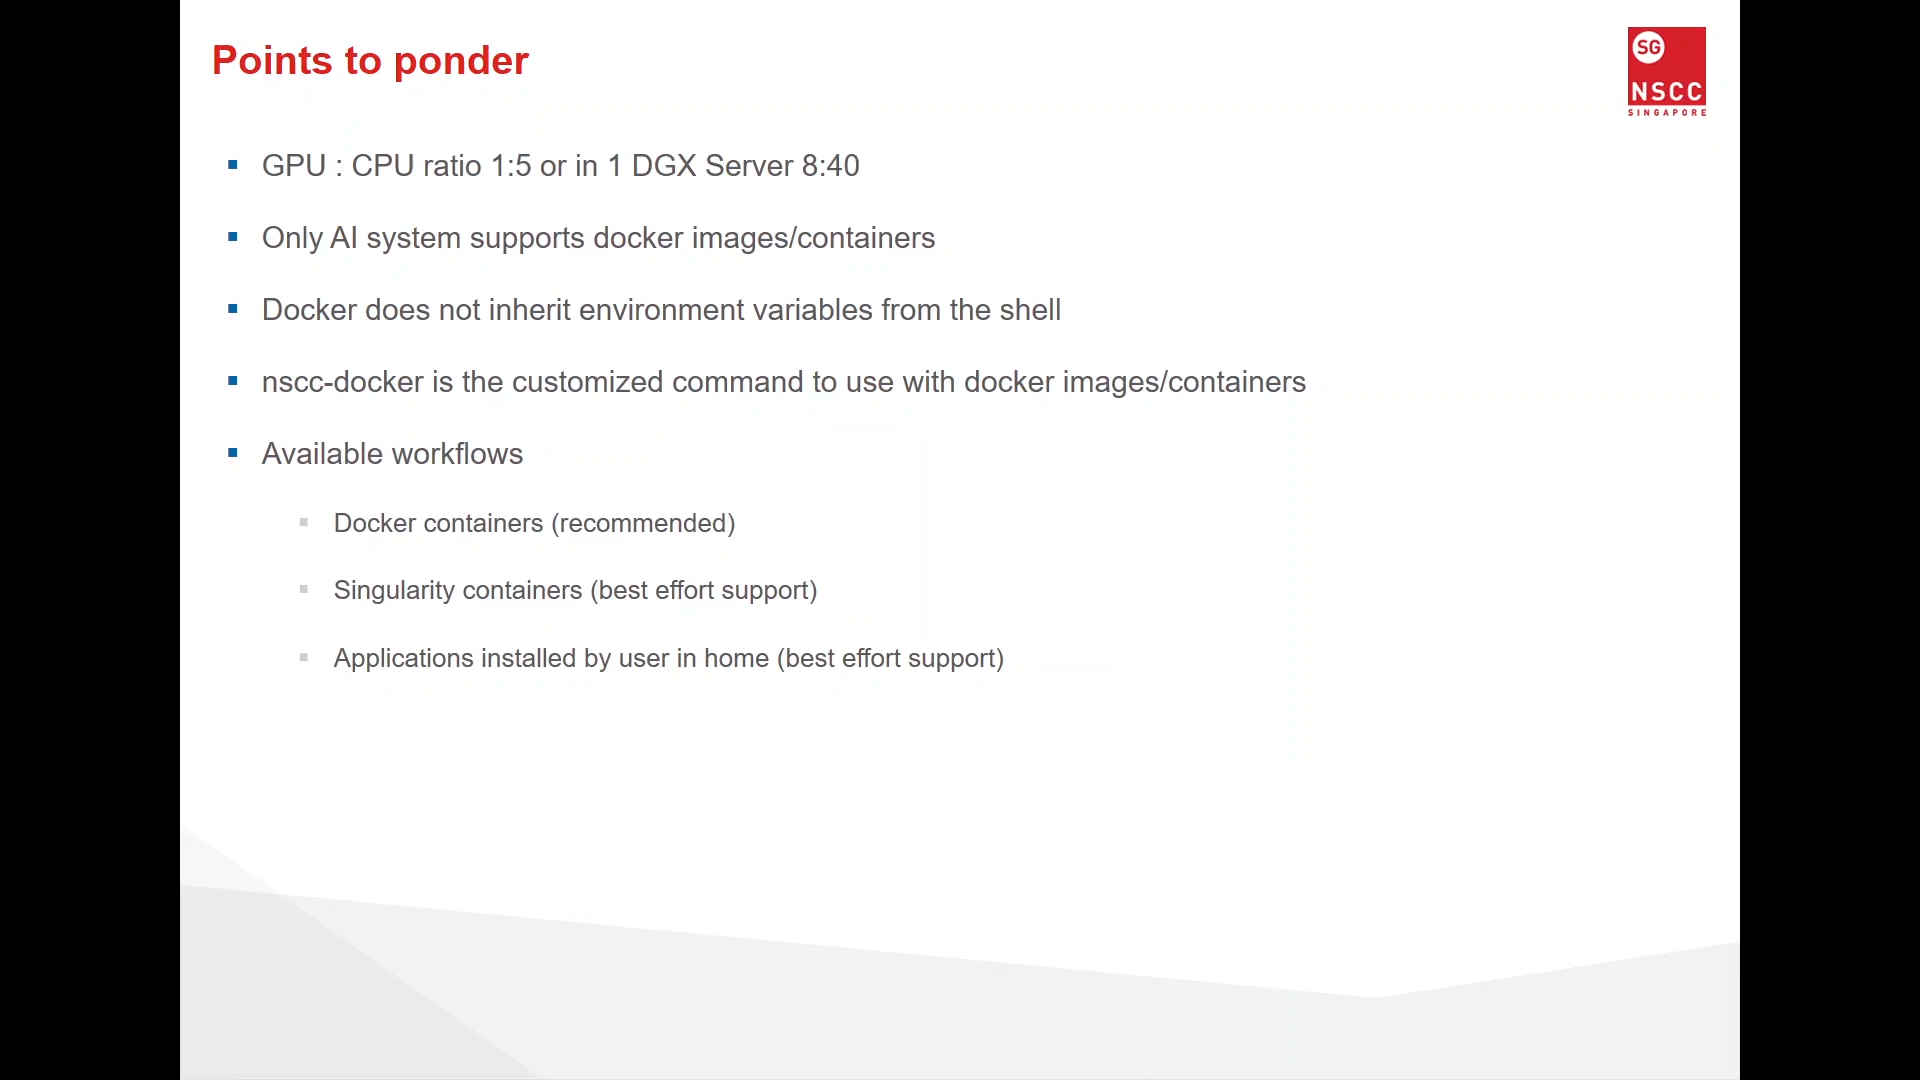 Points to ponder
SG
NSCC
SINGAPORE
GPU : CPU ratio 1:5 or in 1 DGX Server 8:40
Only AI system supports docker images/containers
Docker does not inherit environment variables from the shell
nscc-docker is the customized command to use with docker images/containers
Available workflows
Docker containers (recommended)
Singularity containers (best effort support)
Applications installed by user in home (best effort support)